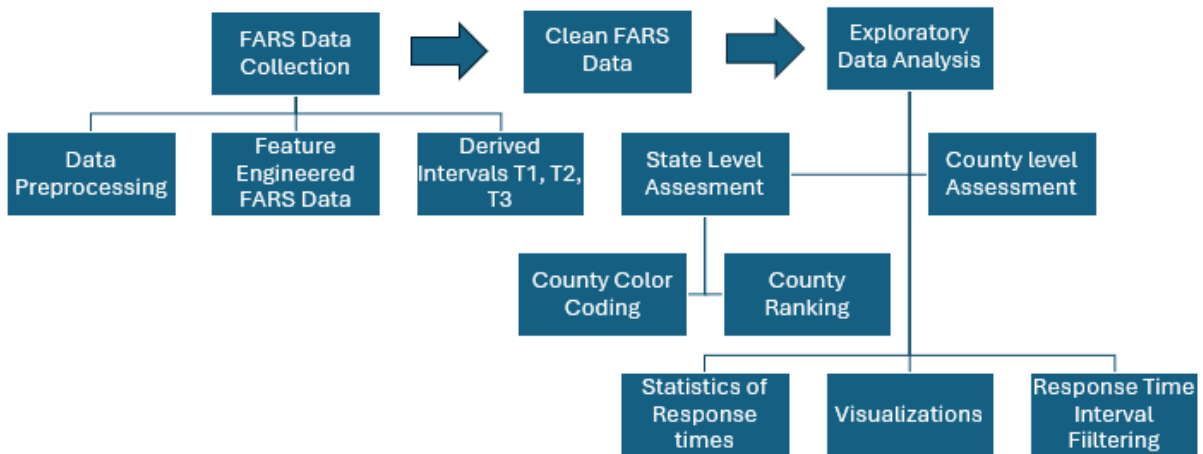 FARS Data
Collection
Clean FARS
Data
Exploratory
Data Analysis
Data
Preprocessing
Feature
Engineered
FARS Data
Derived
Intervals T1, T2,
T3
State Level
Assesment
County level
Assessment
County Color
Coding
County
Ranking
Statistics of
Response
times
Visualizations
Response Time
Interval
Fiiltering